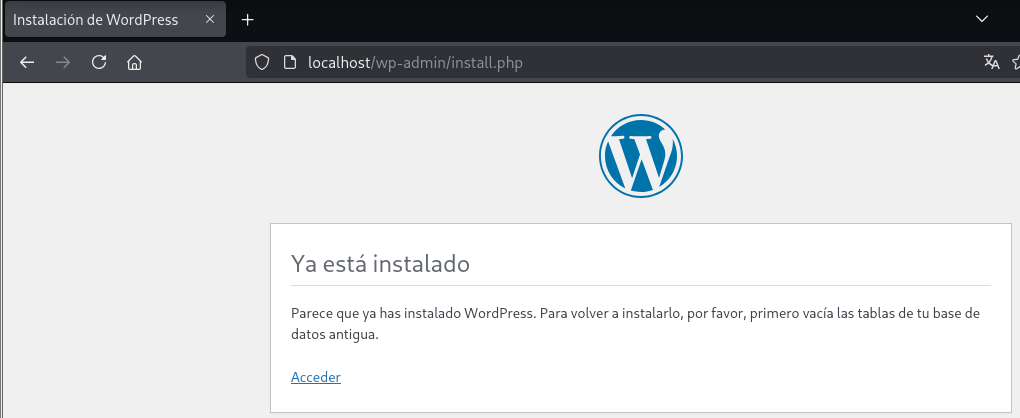 Instalación de WordPress
localhost/wp-admin/install.php
Ya está instalado
Parece que ya has instalado WordPress. Para volver a instalarlo, por favor, primero vacía las tablas de tu base de
datos antigua.
Acceder